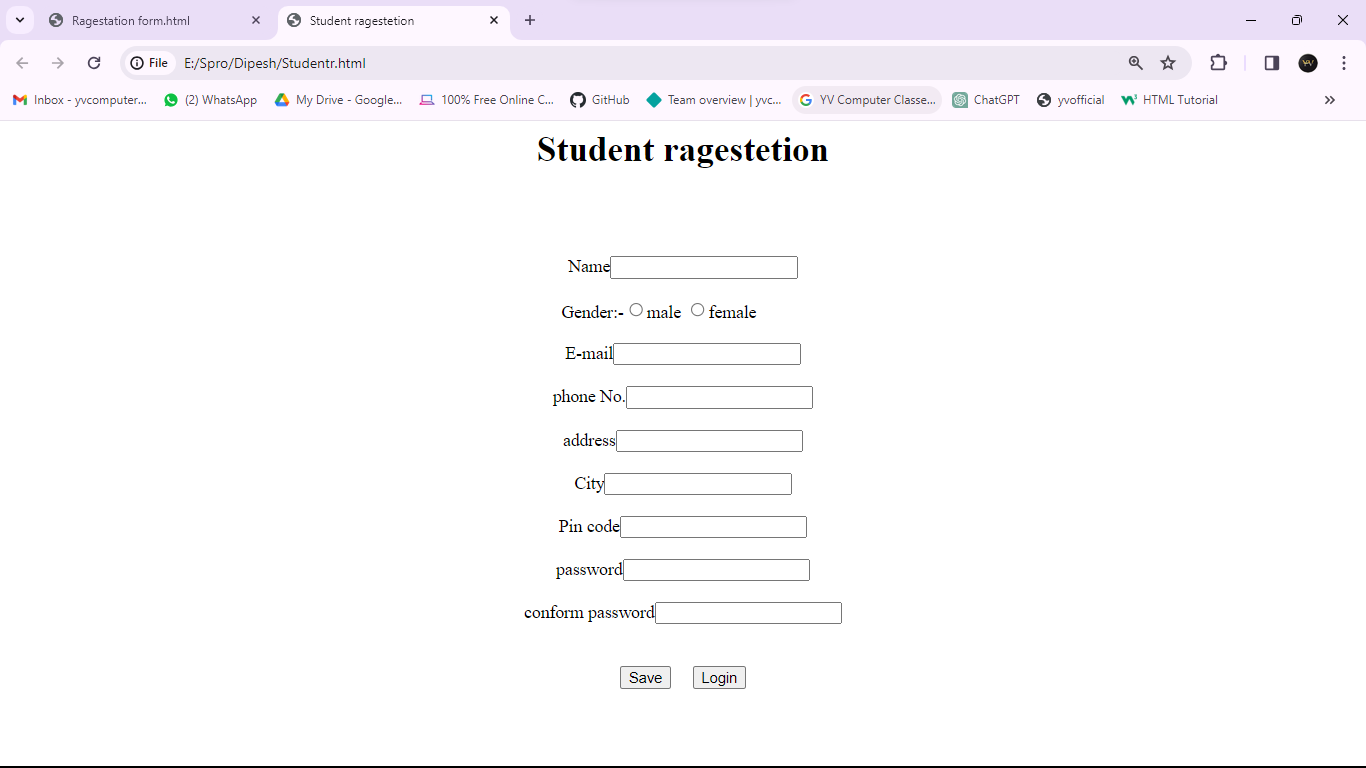 Ragestation form.html
Student ragestetion
File
E:/Spro/Dipesh/Studentr.html
Inbox - yvcomputer...
(2) WhatsApp
My Drive - Google...
100% Free Online C...
GitHub
Team overview | yvc...
YV Computer Classe...
ChatGPT
yvofficial
HTML Tutorial
Student ragestetion
Name
Gender:- male female
E-mail
phone No.
address
City
Pin code
password
conform password
Save Login